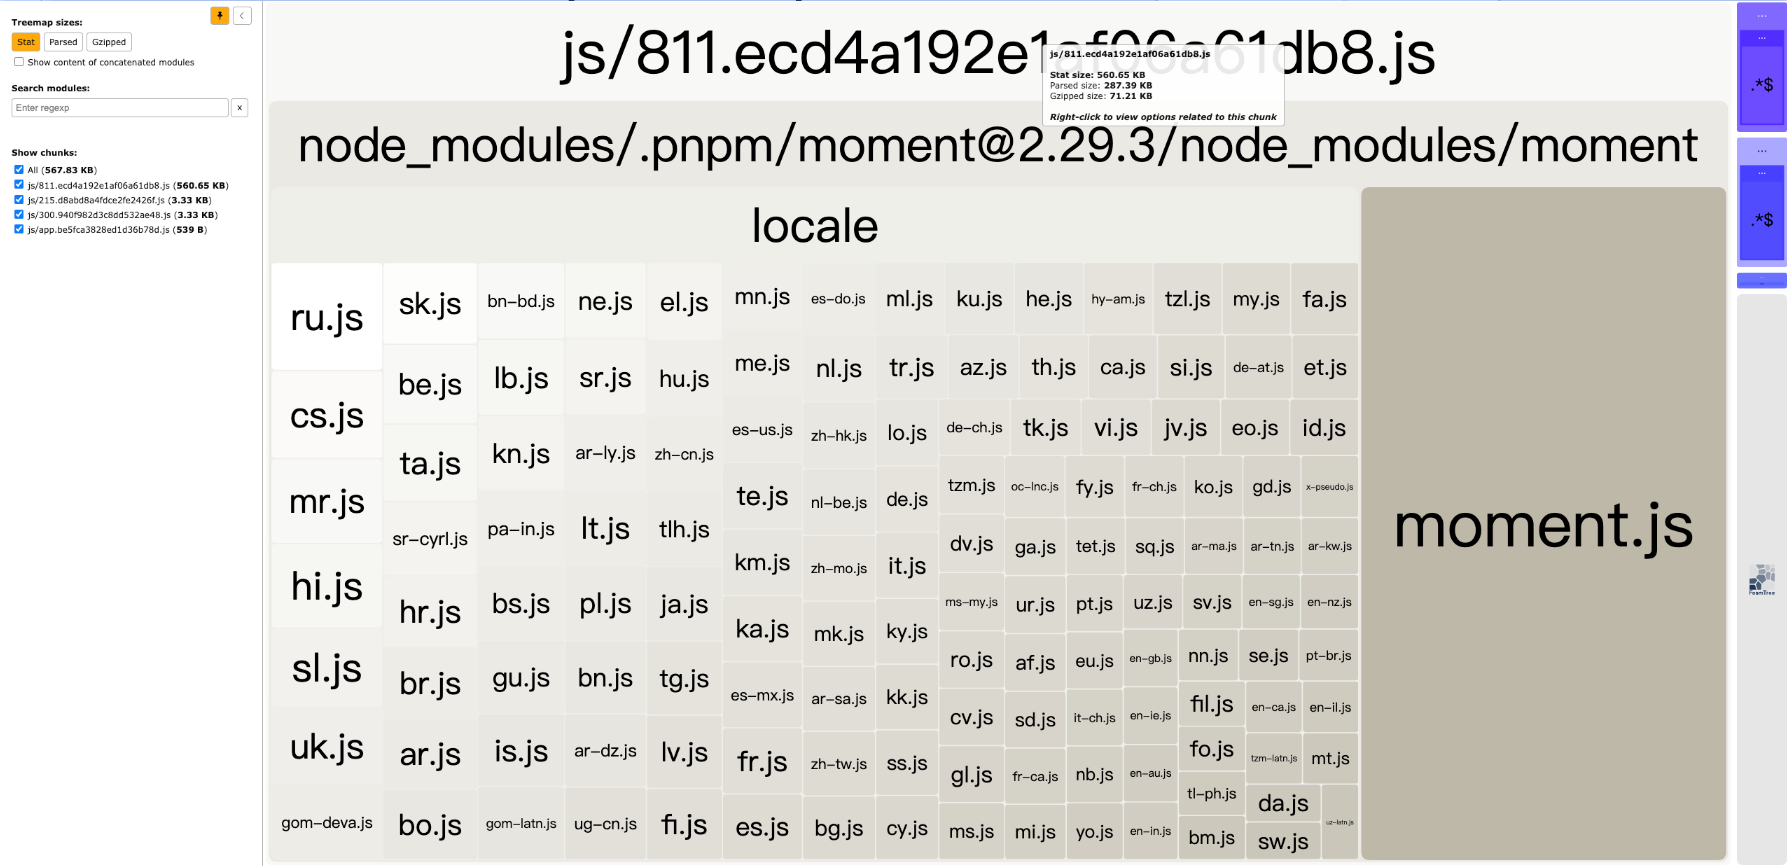 Treemap sizes:
Stat
Parsed
Gzipped
Show content of concatenated modules
Search modules:
Enter regexp
x
Show chunks:
All (567.83 KB)
js/811.ecd4a192e1af06a61db8.js (560.65 KB)
js/215.d8abd8a4fdce2fe2426f.js (3.33 KB)
js/300.940f982d3c8dd532ae48.js (3.33 KB)
js/app.be5fca3828ed1d36b78d.js (539 B)
js/811.ecd4a192e1af06a61db8.js
js/811.ecd4a192e1af06a61db8.js
Stat size: 560.65 KB
Parsed size: 287.39 KB
Gzipped size: 71.21 KB
Right-click to view options related to this chunk
node_modules/.pnpm/moment@2.29.3/node_modules/moment
locale
ru.js
cs.js
mr.js
hi.js
sl.js
uk.js
gom-deva.js
sk.js
be.js
ta.js
sr-cyrl.js
hr.js
br.js
ar.js
bo.js
bn-bd.js
lb.js
kn.js
pa-in.js
bs.js
gu.js
is.js
gom-latn.js
ne.js
sr.js
ar-ly.js
lt.js
pl.js
bn.js
ar-dz.js
ug-cn.js
el.js
hu.js
zh-cn.js
tlh.js
ja.js
tg.js
lv.js
fi.js
mn.js
me.js
es-us.js
te.js
km.js
ka.js
es-mx.js
fr.js
es.js
es-do.js
nl.js
zh-hk.js
nl-be.js
zh-mo.js
mk.js
ar-sa.js
zh-tw.js
bg.js
ml.js
tr.js
lo.js
de.js
it.js
ky.js
kk.js
ss.js
cy.js
ku.js
he.js
hy-am.js
tzl.js
my.js
fa.js
az.js
th.js
ca.js
si.js
de-at.js
et.js
de-ch.js
tk.js
vi.js
jv.js
eo.js
id.js
tzm.js
dv.js
ms-my.js
ro.js
cv.js
gl.js
ms.js
oc-lnc.js
ga.js
ur.js
af.js
sd.js
fr-ca.js
mi.js
fy.js
tet.js
pt.js
eu.js
it-ch.js
nb.js
yo.js
fr-ch.js
sq.js
uz.js
en-gb.js
en-ie.js
en-au.js
en-in.js
ko.js
gd.js
x-pseudo.js
ar-ma.js
ar-tn.js
ar-kw.js
sv.js
en-sg.js
en-nz.js
nn.js
se.js
pt-br.js
fil.js
en-ca.js
en-il.js
fo.js
tzm-latn.js
mt.js
tl-ph.js
da.js
uz-latn.js
bm.js
sw.js
moment.js
...
...
.*$
...
...
.*$
FoamTree